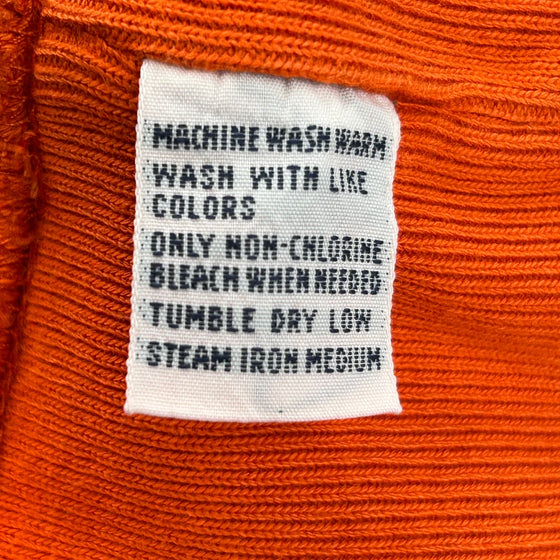 MACHINE WASH WARM
WASH WITH LIKE
COLORS
ONLY NON-CHLORINE
BLEACH WHEN NEEDED
TUMBLE DRY LOW
STEAM IRON MEDIUM